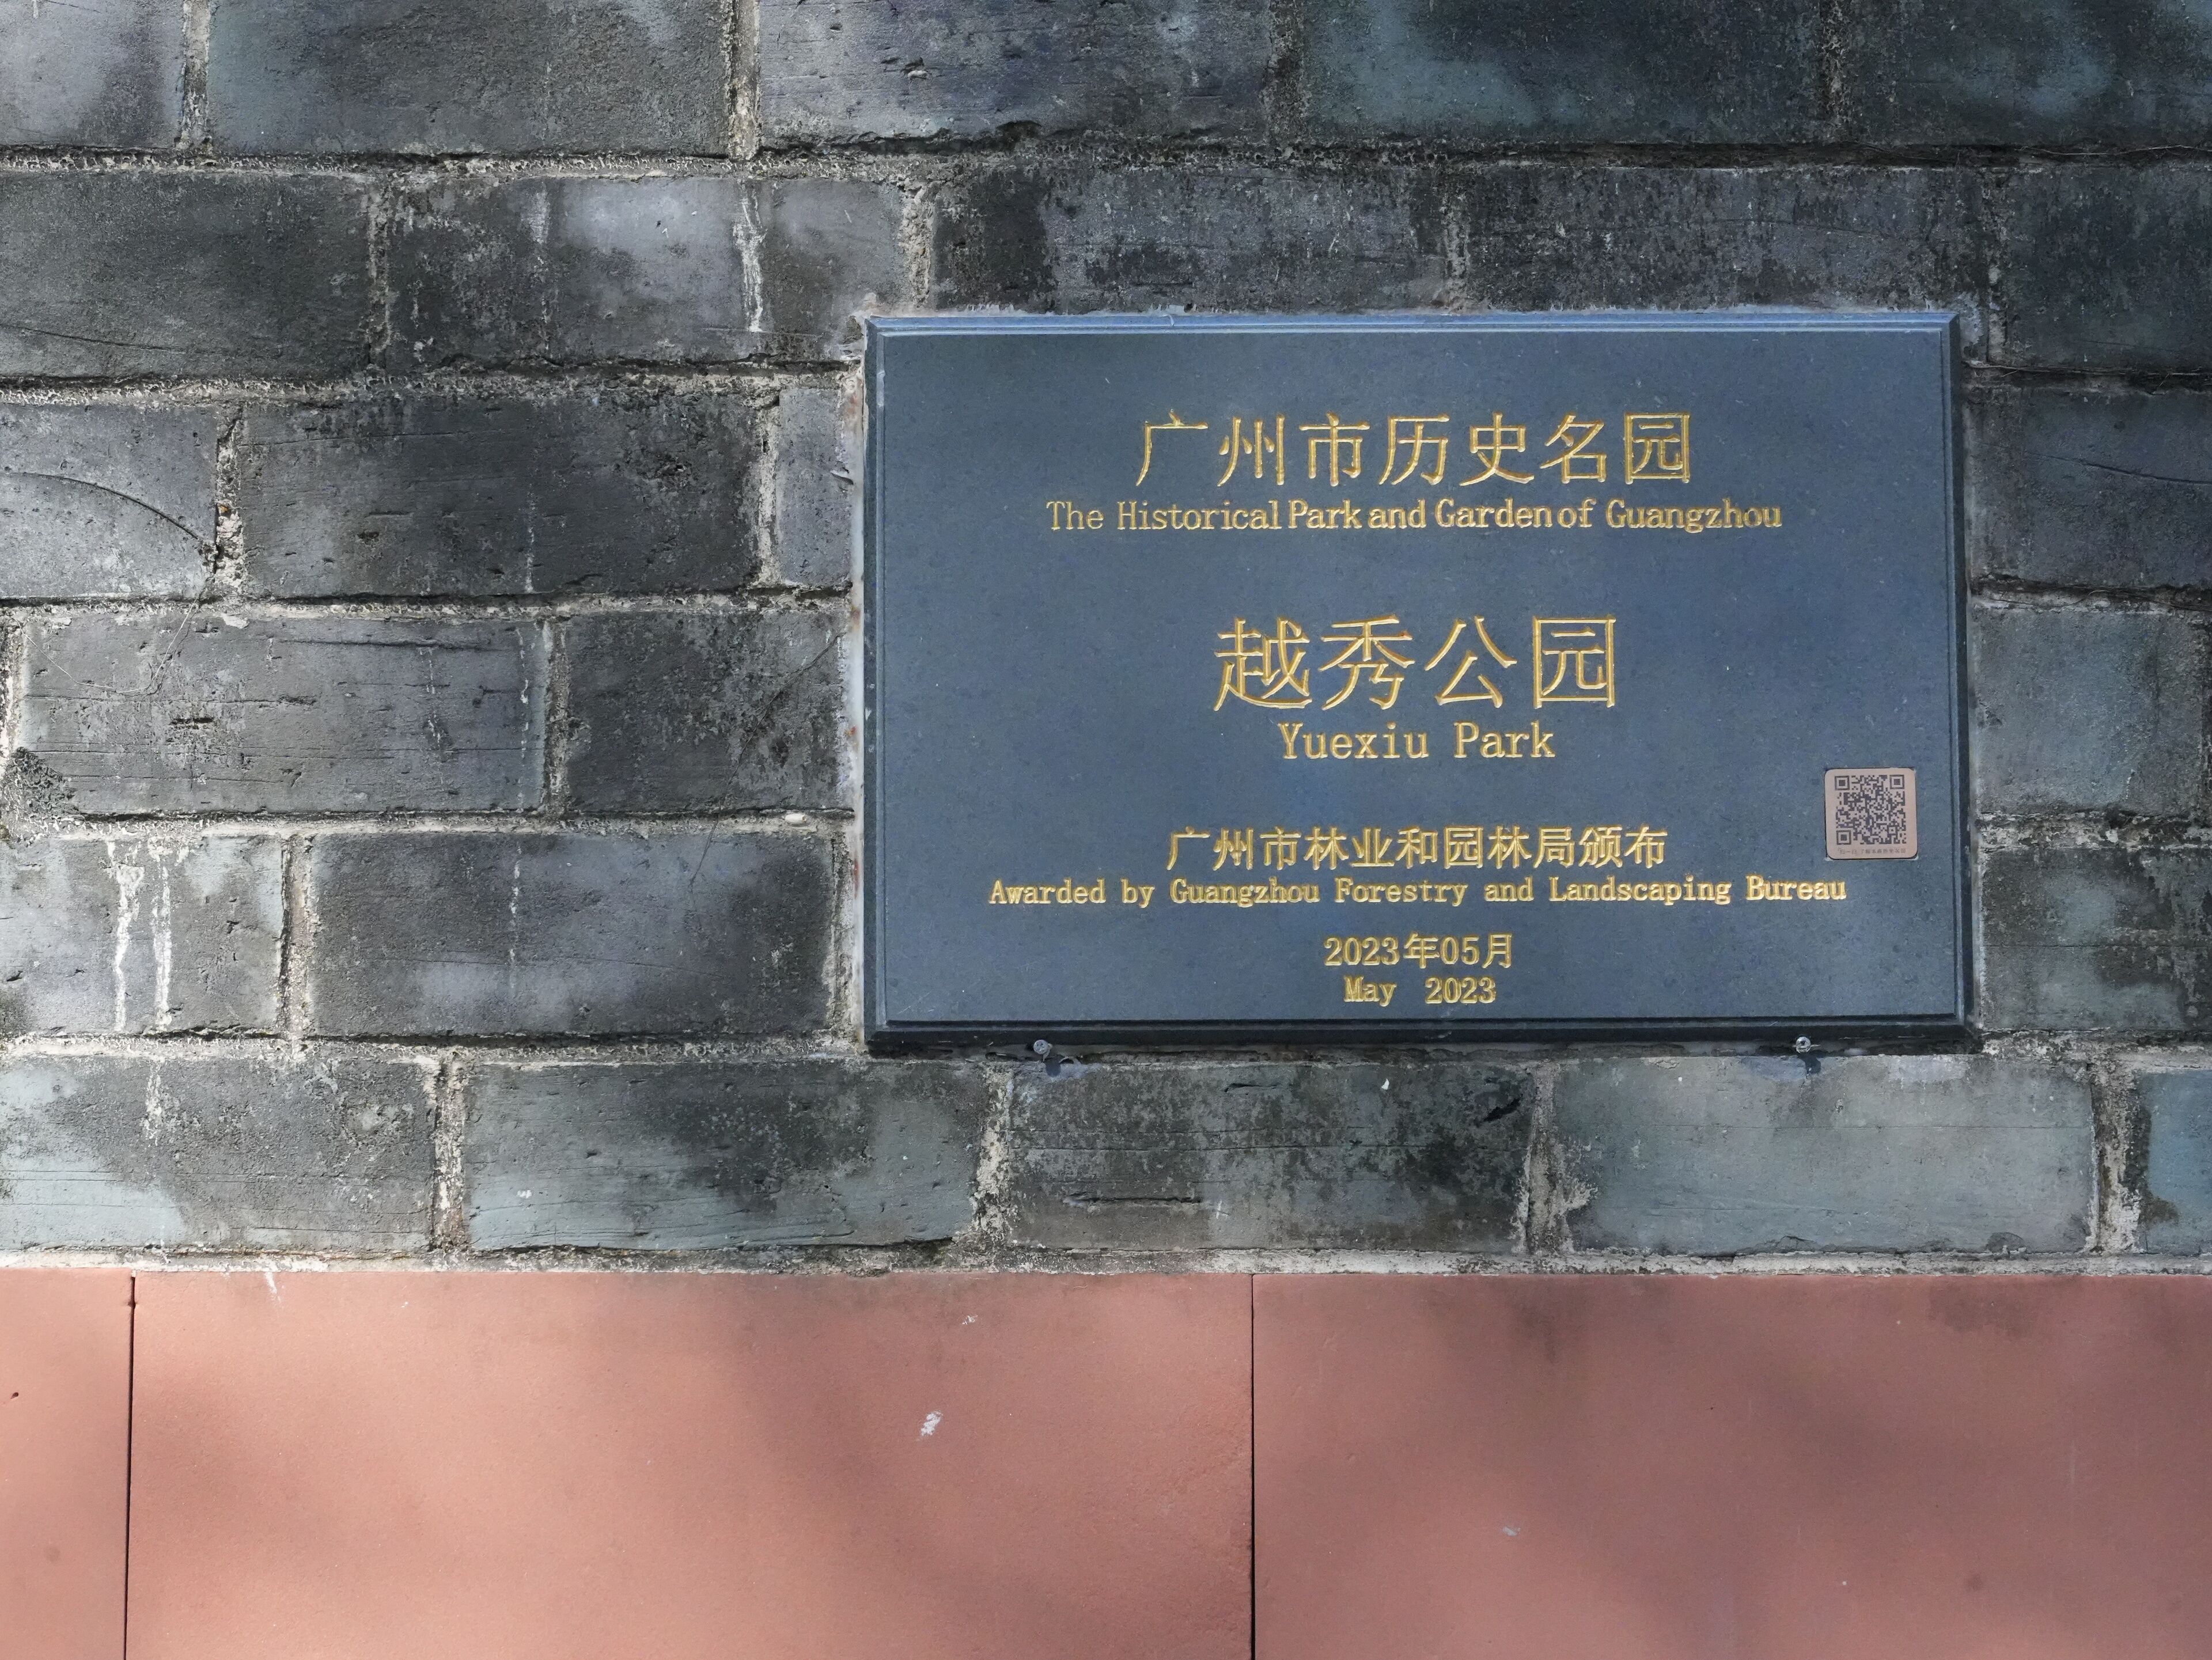 广州市历史名园
The Historical Park and Garden of Guangzhou
越秀公园
Yuexiu Park
广州市林业和园林局颁布
Awarded by Guangzhou Forestry and Landscaping Bureau
2023年05月
May 2023